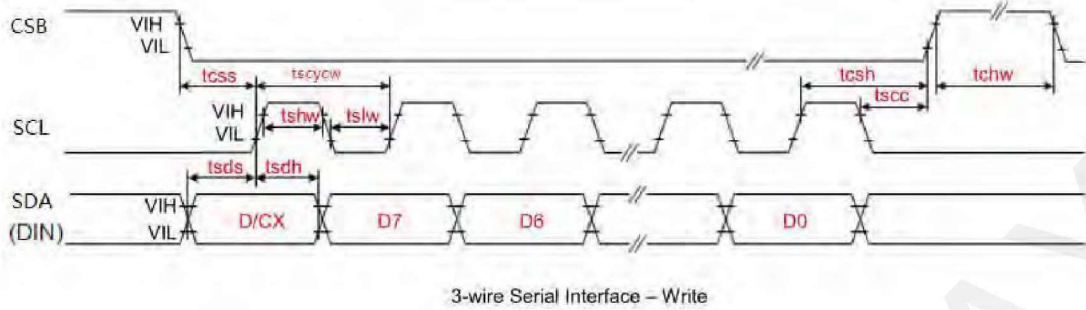 CSB VIH
VIL
tcss tscycw tcsh tchw
tscc
SCL VIH
VIL
tshw tslw
tsds tsdh
SDA VIH
(DIN) VIL
D/CX D7 D6 D0
3-wire Serial Interface – Write